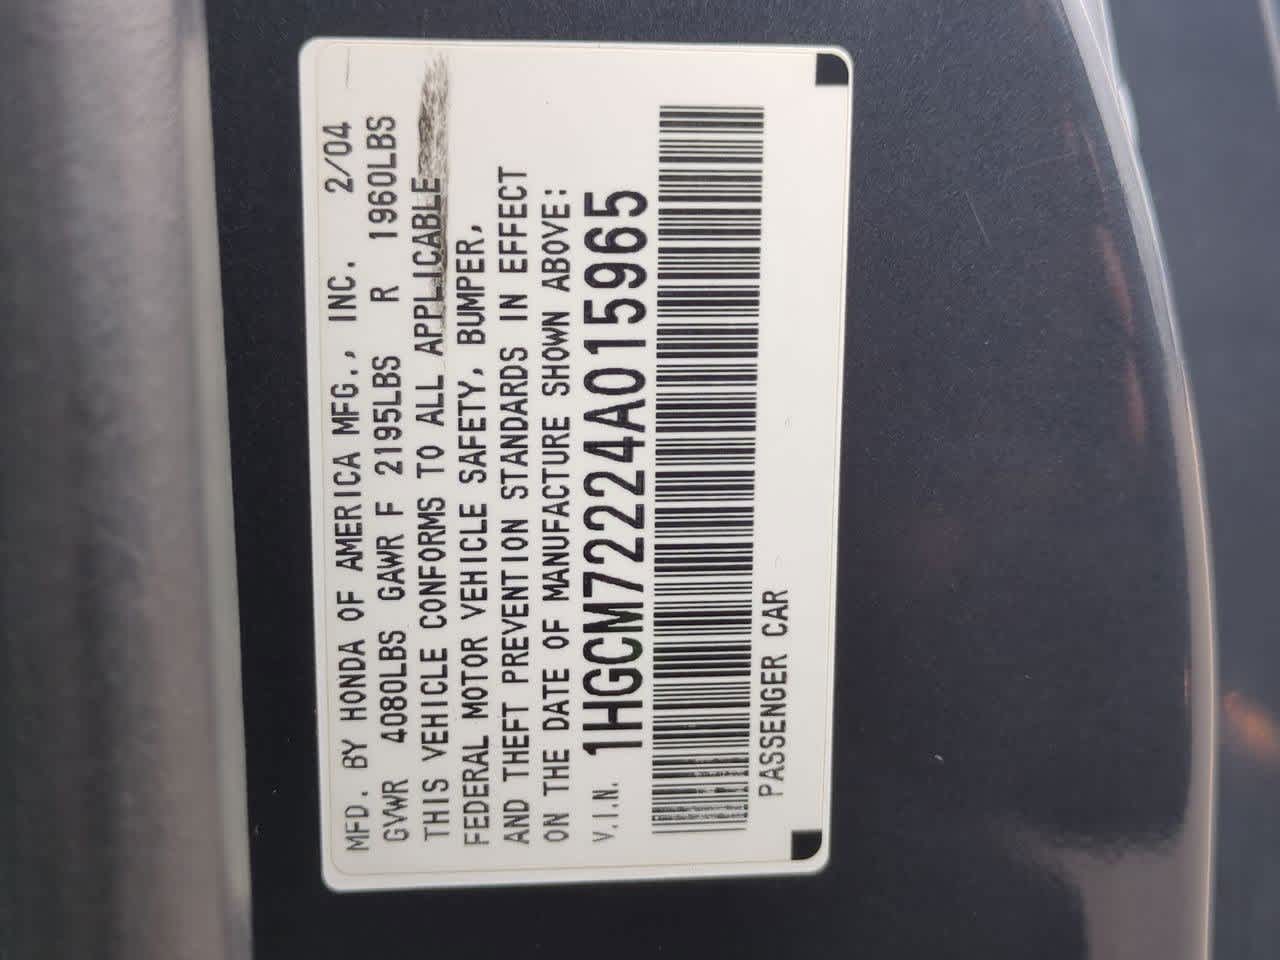 MFD. BY HONDA OF AMERICA MFG., INC. 2/04
GVWR 4080LBS GAWR F 2195LBS R 1960LBS
THIS VEHICLE CONFORMS TO ALL APPLICABLE
FEDERAL MOTOR VEHICLE SAFETY, BUMPER,
AND THEFT PREVENTION STANDARDS IN EFFECT
ON THE DATE OF MANUFACTURE SHOWN ABOVE:
V.I.N. 1HGCM72224A015965
PASSENGER CAR